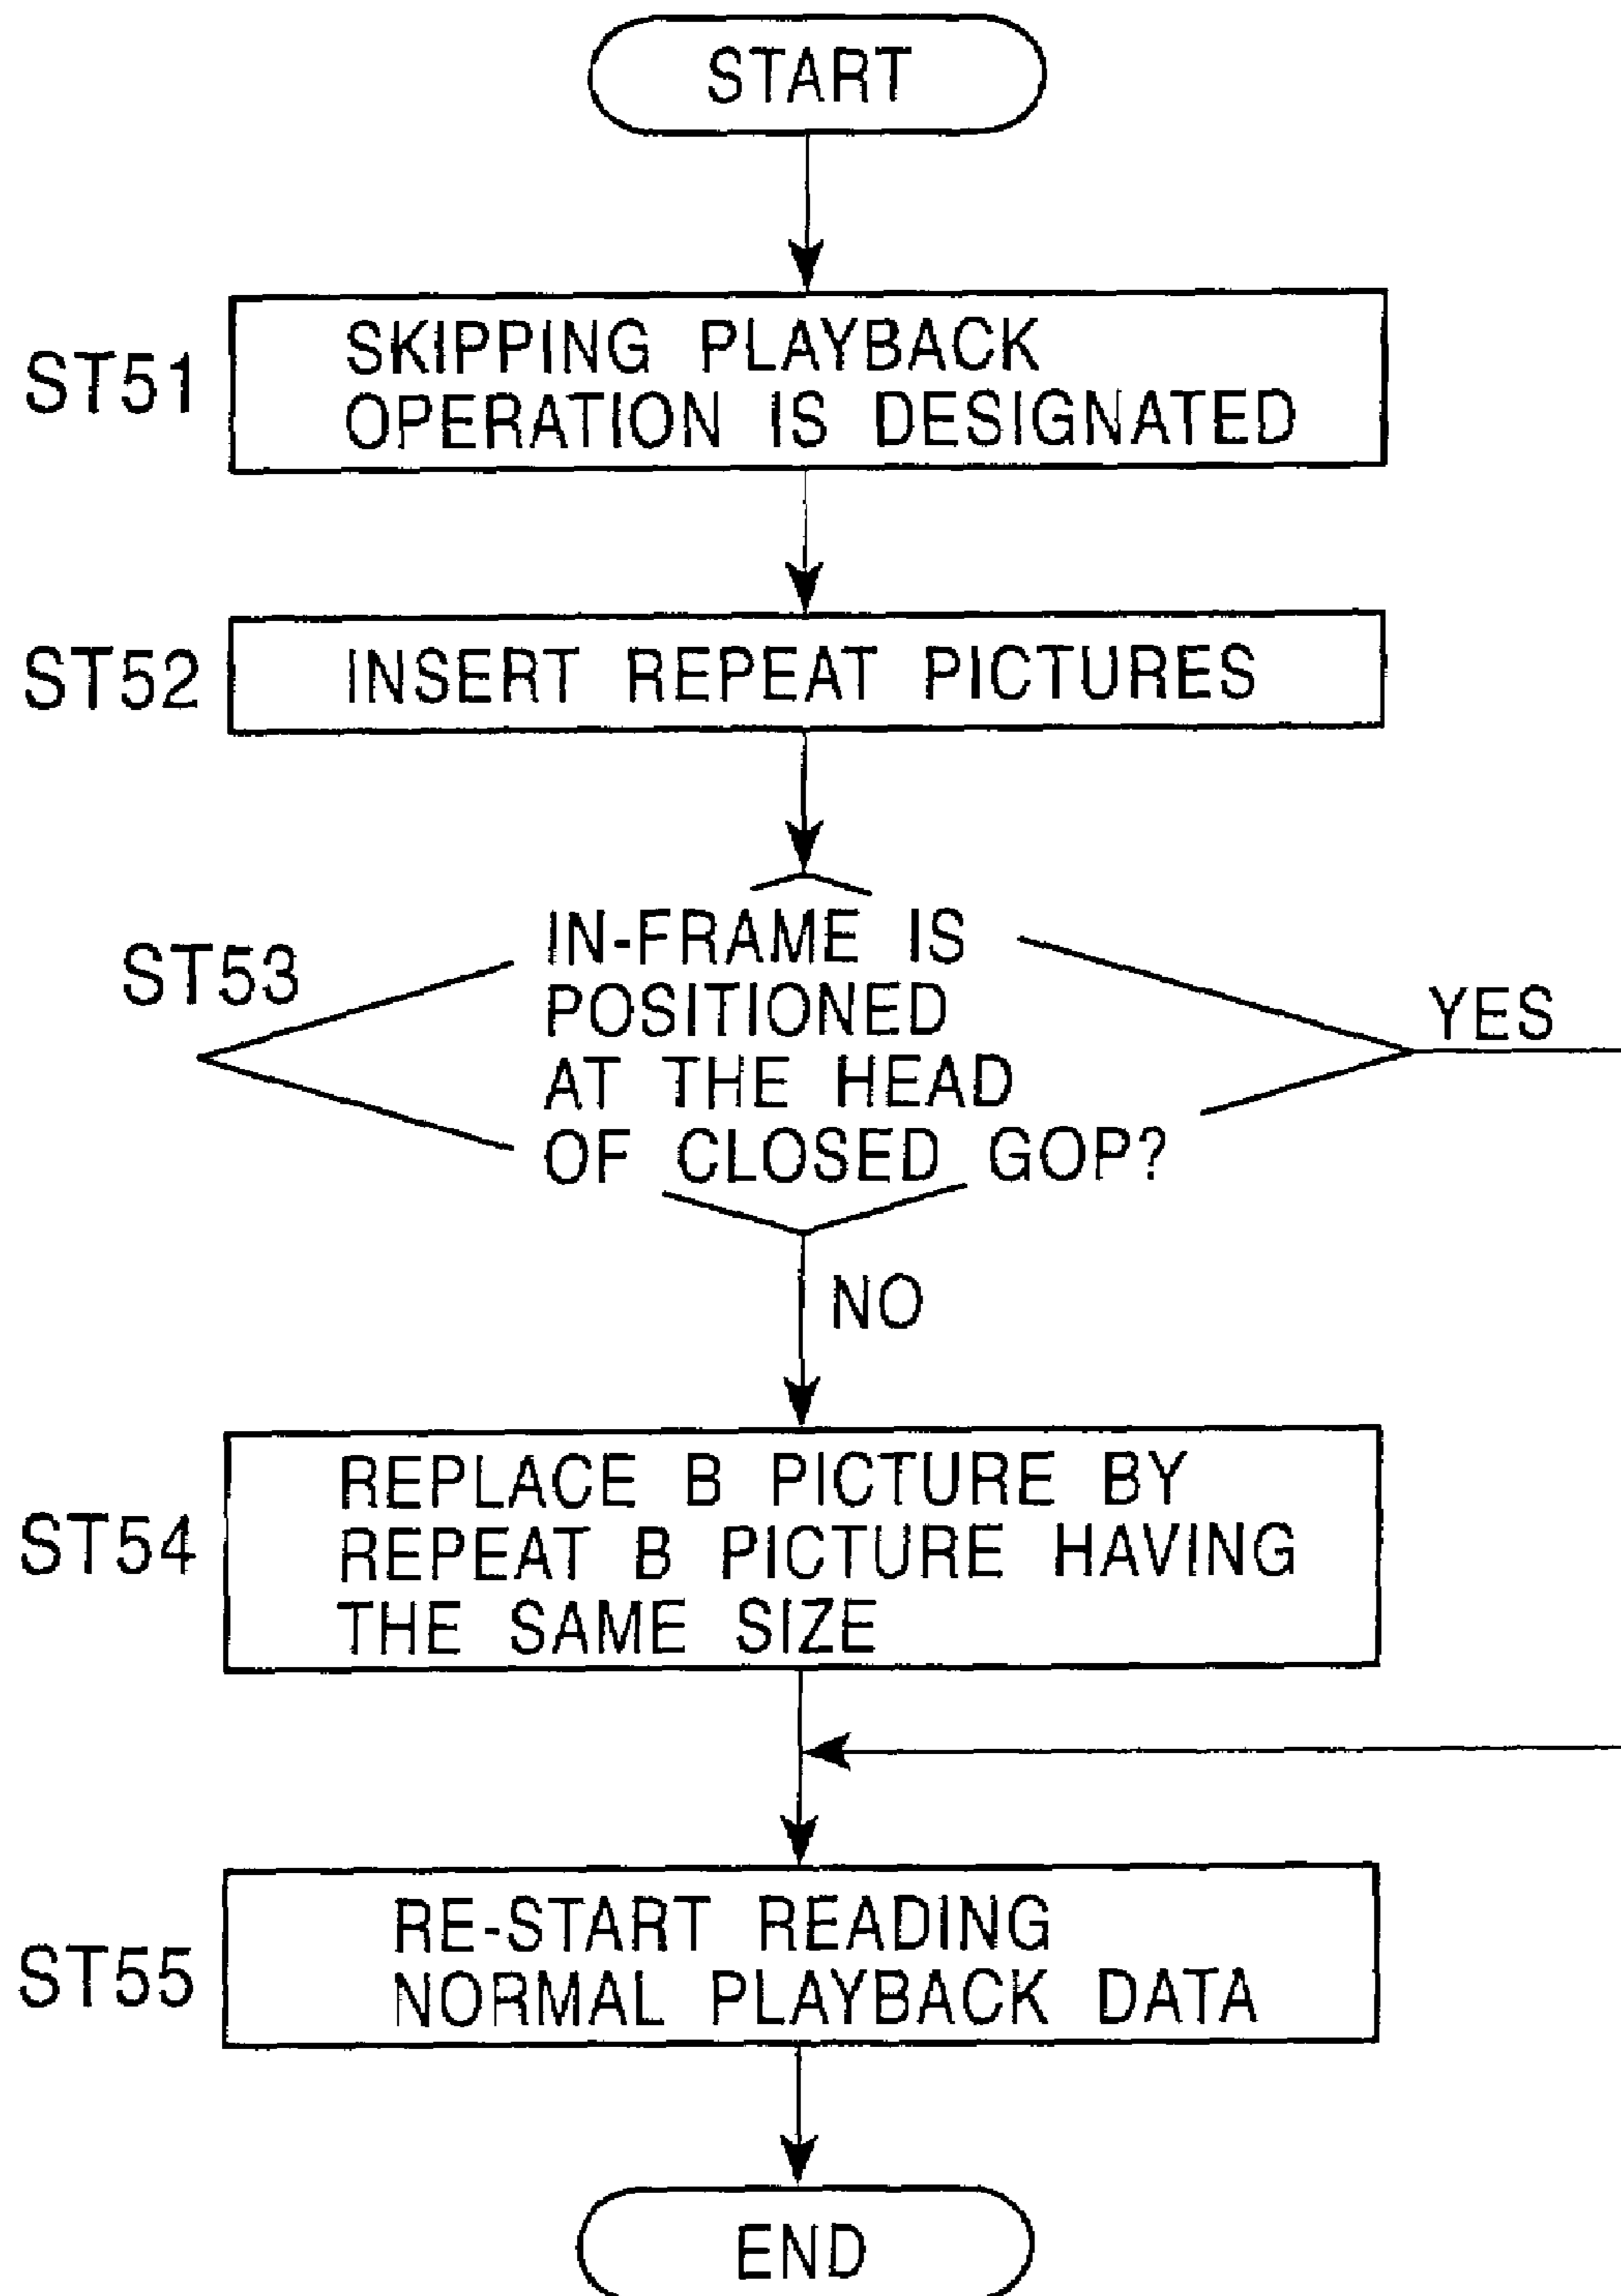 START
ST51
SKIPPING PLAYBACK
OPERATION IS DESIGNATED
ST52
INSERT REPEAT PICTURES
ST53
IN-FRAME IS
POSITIONED
AT THE HEAD
OF CLOSED GOP?
YES
NO
ST54
REPLACE B PICTURE BY
REPEAT B PICTURE HAVING
THE SAME SIZE
ST55
RE-START READING
NORMAL PLAYBACK DATA
END